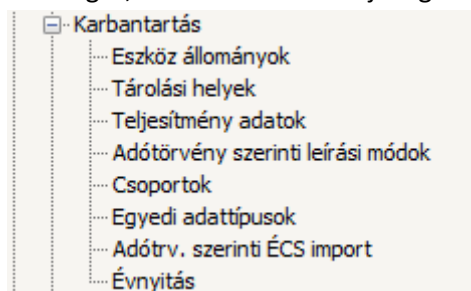 Karbantartás
Eszköz állományok
Tárolási helyek
Teljesítmény adatok
Adótörvény szerinti leírási módok
Csoportok
Egyedi adattípusok
Adótrv. szerinti ÉCS import
Évnyitás